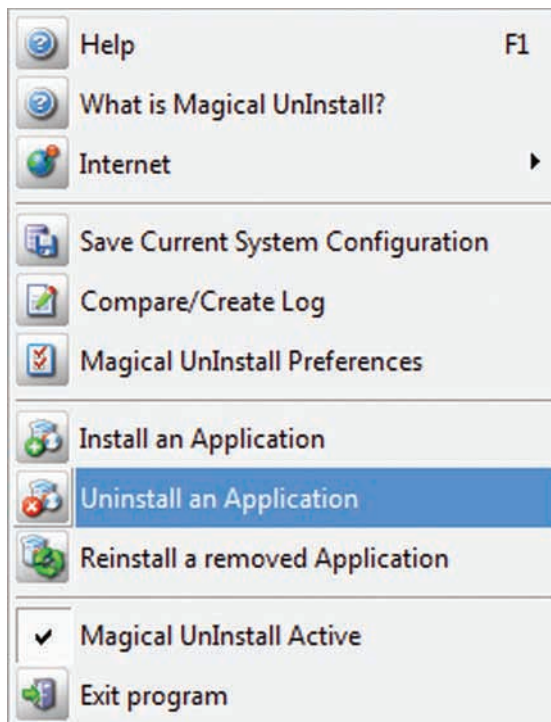 Help F1
What is Magical UnInstall?
Internet
Save Current System Configuration
Compare/Create Log
Magical UnInstall Preferences
Install an Application
Uninstall an Application
Reinstall a removed Application
Magical UnInstall Active
Exit program